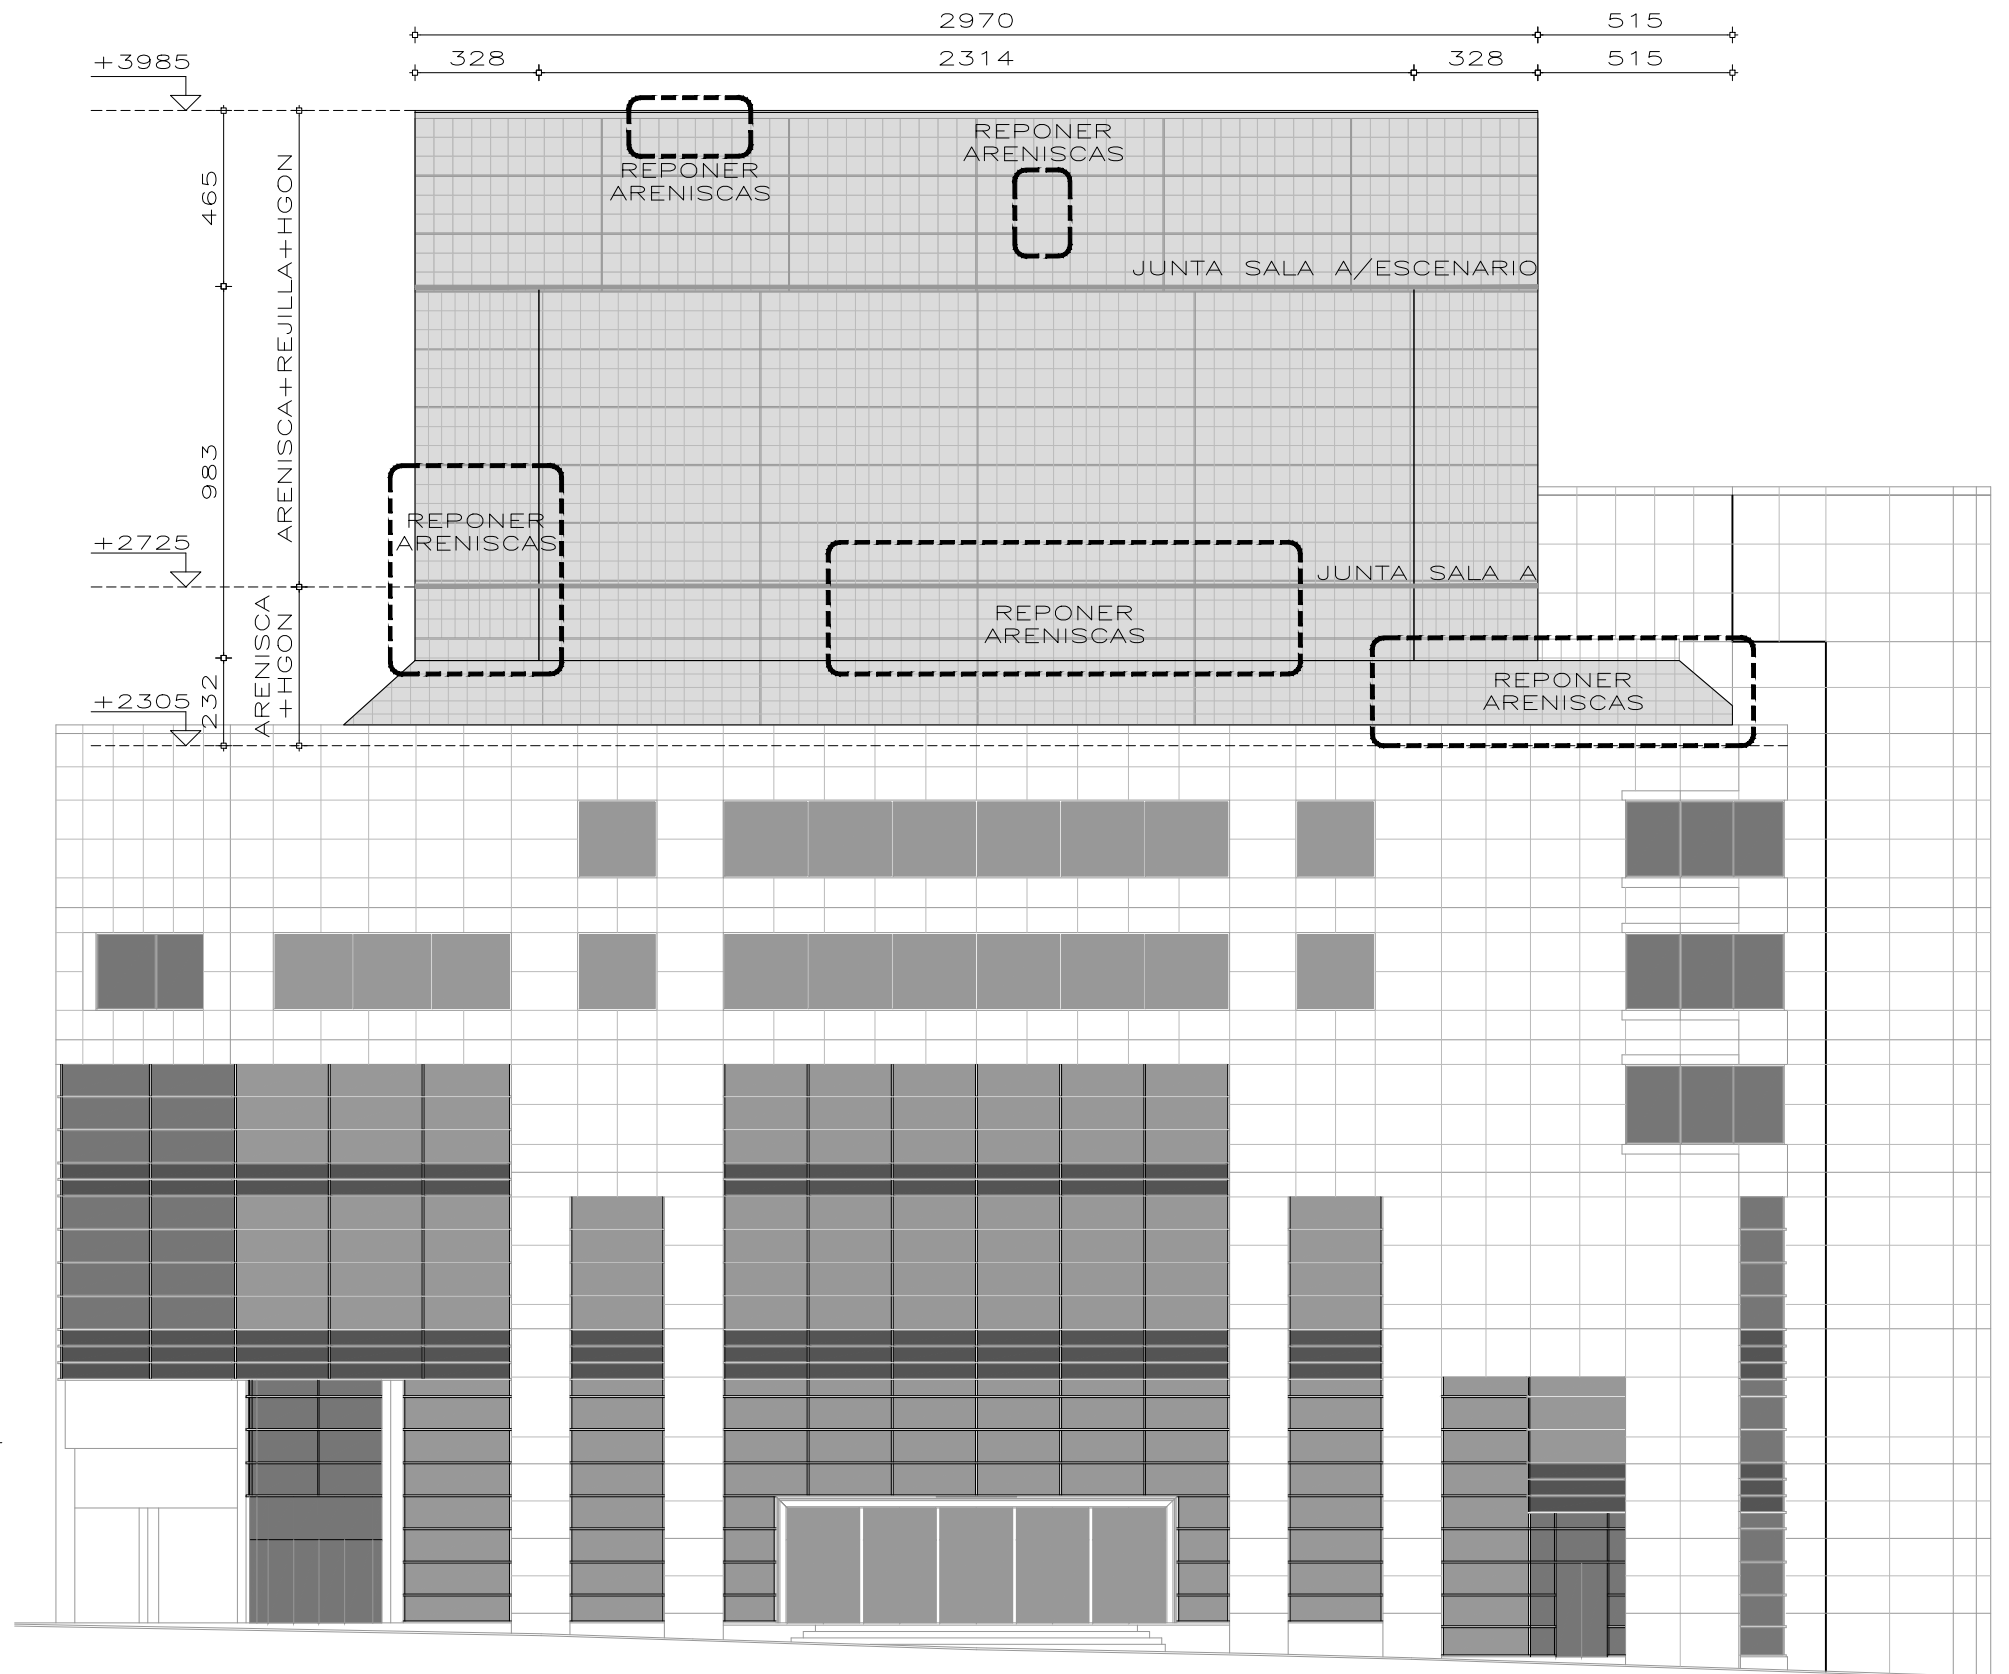 2970
515
+3985
328
2314
328
515
REPONER
ARENISCAS
REPONER
ARENISCAS
465
ARENISCA+REJILLA+HGON
JUNTA SALA A/ESCENARIO
983
REPONER
ARENISCAS
+2725
JUNTA SALA A
REPONER
ARENISCAS
ARENISCA
+HGON
232
REPONER
ARENISCAS
+2305